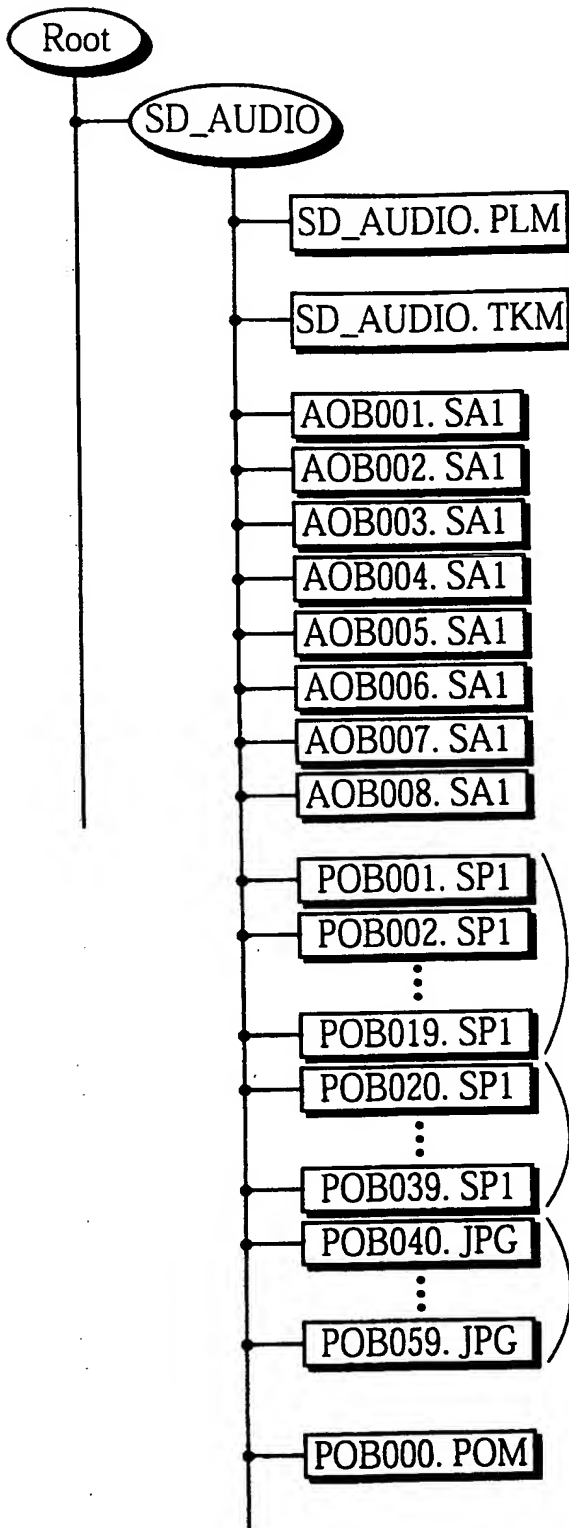 Root
SD_AUDIO
SD_AUDIO. PLM
SD_AUDIO. TKM
AOB001. SA1
AOB002. SA1
AOB003. SA1
AOB004. SA1
AOB005. SA1
AOB006. SA1
AOB007. SA1
AOB008. SA1
POB001. SP1
POB002. SP1
POB019. SP1
POB020. SP1
POB039. SP1
POB040. JPG
POB059. JPG
POB000. POM